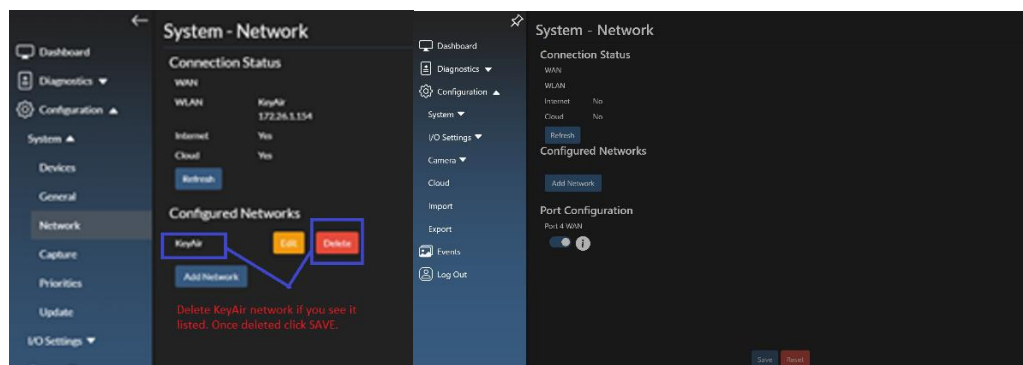 System - Network
Dashboard
Diagnostics ▼
Configuration ▲
System ▲
Devices
General
Network
Capture
Priorities
Update
I/O Settings ▼
Connection Status
WAN
WLAN KeyAir
172.26.1.154
Internet Yes
Cloud Yes
Refresh
Configured Networks
KeyAir Edit Delete
Add Network
Delete KeyAir network if you see it
listed. Once deleted click SAVE.
Dashboard
Diagnostics ▼
Configuration ▲
System ▼
I/O Settings ▼
Camera ▼
Cloud
Import
Export
Events
Log Out
System - Network
Connection Status
WAN
WLAN
Internet No
Cloud No
Refresh
Configured Networks
Add Network
Port Configuration
Port 4 WAN
i
Save Reset